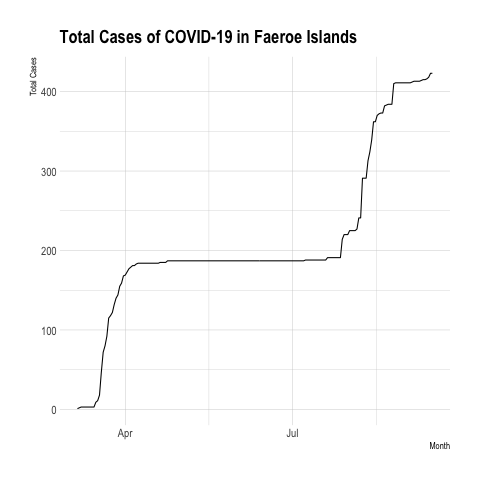 Total Cases of COVID-19 in Faeroe Islands
Total Cases
400
300
200
100
0
Apr
Jul
Month